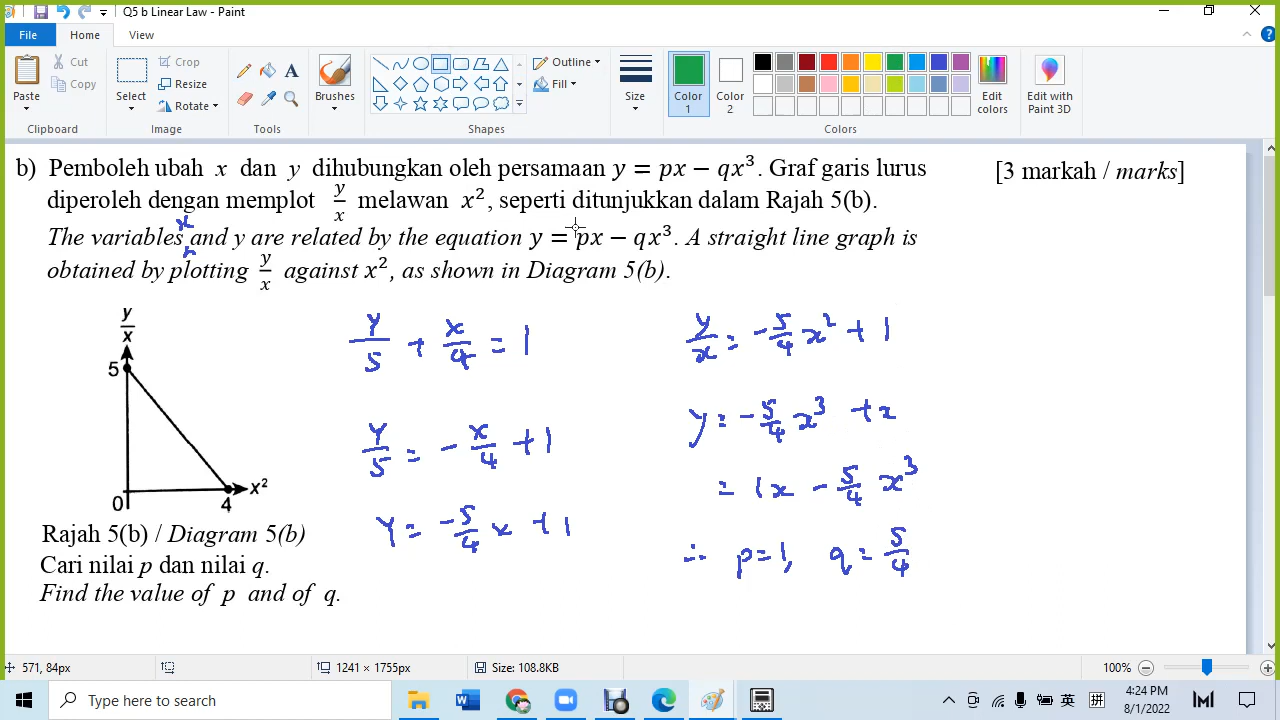 Q5 b Linear Law - Paint
File Home View
Paste Cut Copy Clipboard
Select Crop Resize Rotate Image
Tools
Brushes
Shapes Outline Fill
Size
Color 1 Color 2 Edit colors Colors
Edit with Paint 3D
b) Pemboleh ubah x dan y dihubungkan oleh persamaan y = px − qx³. Graf garis lurus [3 markah / marks]
diperoleh dengan memplot y/x melawan x², seperti ditunjukkan dalam Rajah 5(b).
The variables x and y are related by the equation y = px − qx³. A straight line graph is
obtained by plotting y/x against x², as shown in Diagram 5(b).
y/x
5
0
4
x²
Rajah 5(b) / Diagram 5(b)
Cari nilai p dan nilai q.
Find the value of p and of q.
Y/5 + X/4 = 1
Y/5 = -X/4 + 1
Y = -5/4 X + 1
y/x = -5/4 x² + 1
y = -5/4 x³ + x
= 1x - 5/4 x³
∴ p=1, q = 5/4
571, 84px
1241 × 1755px
Size: 108.8KB
100%
Type here to search
英 拼
4:24 PM
8/1/2022